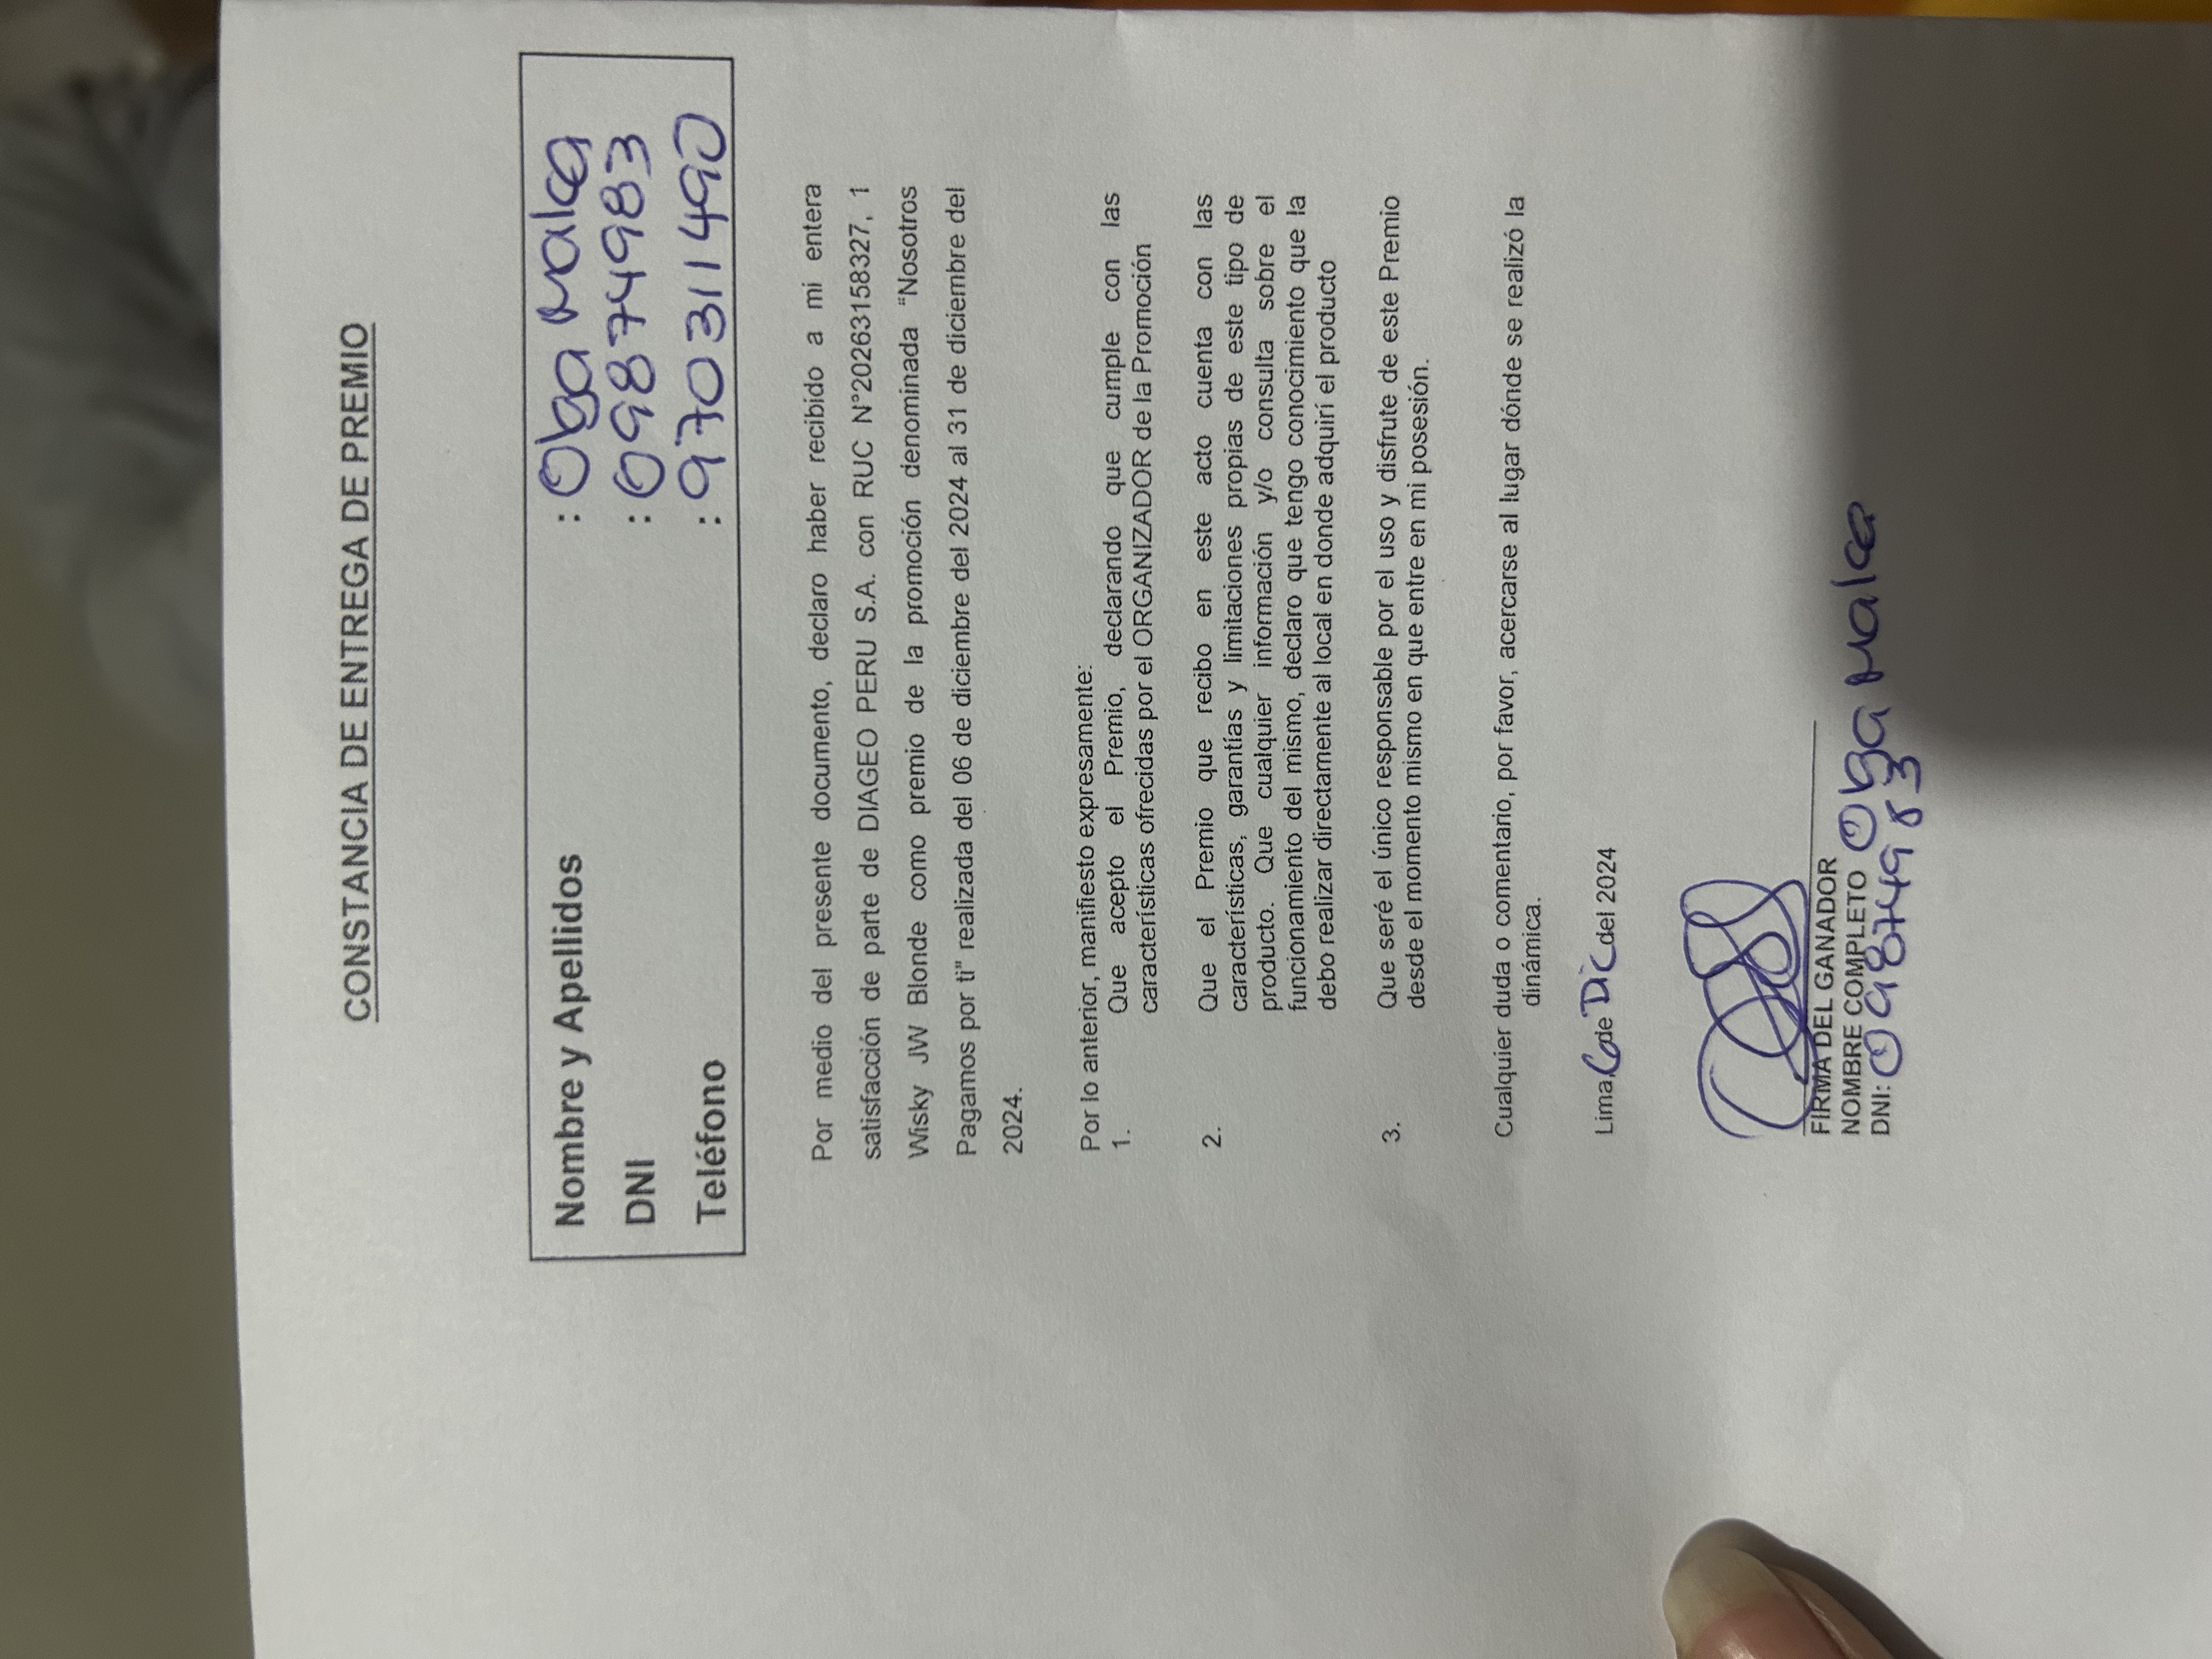 CONSTANCIA DE ENTREGA DE PREMIO
Nombre y Apellidos : Olga Malca
DNI : 09874983
Teléfono : 970311490
Por medio del presente documento, declaro haber recibido a mi entera
satisfacción de parte de DIAGEO PERU S.A. con RUC N°20263158327, 1
Wisky JW Blonde como premio de la promoción denominada “Nosotros
Pagamos por ti” realizada del 06 de diciembre del 2024 al 31 de diciembre del
2024.
Por lo anterior, manifiesto expresamente:
1. Que acepto el Premio, declarando que cumple con las
características ofrecidas por el ORGANIZADOR de la Promoción
2. Que el Premio que recibo en este acto cuenta con las
características, garantías y limitaciones propias de este tipo de
producto. Que cualquier información y/o consulta sobre el
funcionamiento del mismo, declaro que tengo conocimiento que la
debo realizar directamente al local en donde adquirí el producto
3. Que seré el único responsable por el uso y disfrute de este Premio
desde el momento mismo en que entre en mi posesión.
Cualquier duda o comentario, por favor, acercarse al lugar dónde se realizó la
dinámica.
Lima, 6 de Dic del 2024
FIRMA DEL GANADOR
NOMBRE COMPLETO Olga Malca
DNI: 09874983